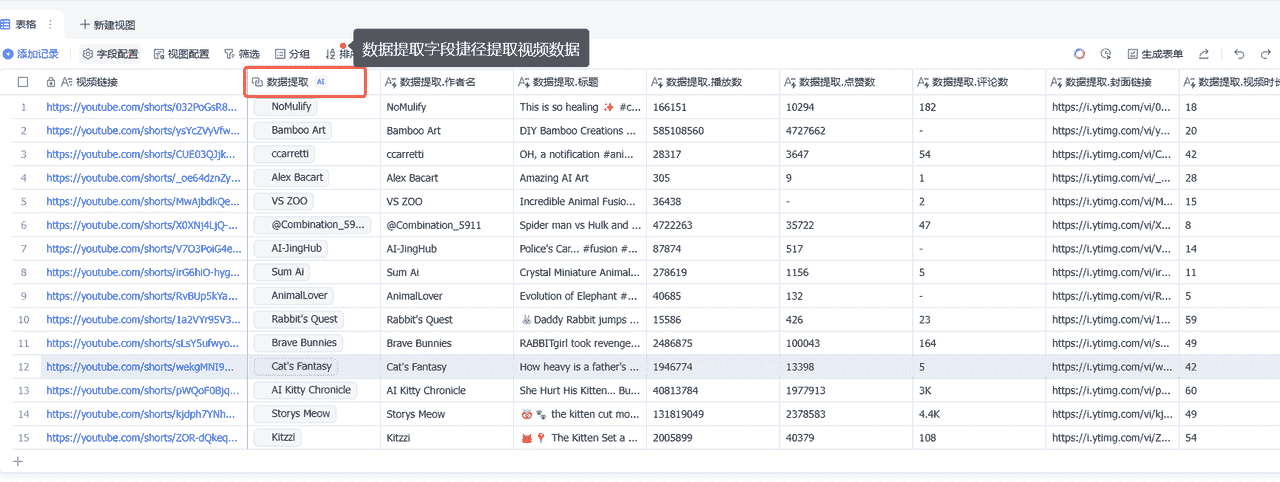 表格 新建视图
添加记录 字段配置 视图配置 筛选 分组 数据提取字段捷径提取视频数据 生成表单
视频链接 数据提取 AI 数据提取.作者名 数据提取.标题 数据提取.播放数 数据提取.点赞数 数据提取.评论数 数据提取.封面链接 数据提取.视频时长
1 https://youtube.com/shorts/032PoGsR8... NoMulify NoMulify This is so healing ✨ #c... 166151 10294 182 https://i.ytimg.com/vi/0... 18
2 https://youtube.com/shorts/ysYcZVyVfw... Bamboo Art Bamboo Art DIY Bamboo Creations ... 585108560 4727662 - https://i.ytimg.com/vi/y... 20
3 https://youtube.com/shorts/CUE03QJjk... ccarretti ccarretti OH, a notification #ani... 28317 3647 54 https://i.ytimg.com/vi/C... 42
4 https://youtube.com/shorts/_oe64dznZy... Alex Bacart Alex Bacart Amazing AI Art 305 9 1 https://i.ytimg.com/vi/_... 28
5 https://youtube.com/shorts/MwAjbdkQe... VS ZOO VS ZOO Incredible Animal Fusio... 36438 - 2 https://i.ytimg.com/vi/M... 15
6 https://youtube.com/shorts/X0XNj4LjQ-... @Combination_59... @Combination_5911 Spider man vs Hulk and ... 4722263 35722 47 https://i.ytimg.com/vi/X... 8
7 https://youtube.com/shorts/V7O3PoiG4e... AI-JingHub AI-JingHub Police's Car... #fusion #... 87874 517 - https://i.ytimg.com/vi/V... 14
8 https://youtube.com/shorts/irG6hiO-hyg... Sum Ai Sum Ai Crystal Miniature Animal... 278619 1156 5 https://i.ytimg.com/vi/ir... 11
9 https://youtube.com/shorts/RvBUp5kYa... AnimalLover AnimalLover Evolution of Elephant #... 40685 132 - https://i.ytimg.com/vi/R... 5
10 https://youtube.com/shorts/1a2VYr95V3... Rabbit's Quest Rabbit's Quest 🐰 Daddy Rabbit jumps ... 15586 426 23 https://i.ytimg.com/vi/1... 59
11 https://youtube.com/shorts/sLsY5ufwyo... Brave Bunnies Brave Bunnies RABBITgirl took revenge... 2486875 100043 164 https://i.ytimg.com/vi/s... 49
12 https://youtube.com/shorts/wekgMNI9... Cat's Fantasy Cat's Fantasy How heavy is a father's ... 1946774 13398 5 https://i.ytimg.com/vi/w... 42
13 https://youtube.com/shorts/pWQoF0Bjq... AI Kitty Chronicle AI Kitty Chronicle She Hurt His Kitten... Bu... 40813784 1977913 3K https://i.ytimg.com/vi/p... 60
14 https://youtube.com/shorts/kjdph7YNh... Storys Meow Storys Meow 🐾 the kitten cut mo... 131819049 2378583 4.4K https://i.ytimg.com/vi/kj... 49
15 https://youtube.com/shorts/ZOR-dQkeq... Kitzzi Kitzzi The Kitten Set a ... 2005899 40379 108 https://i.ytimg.com/vi/Z... 54